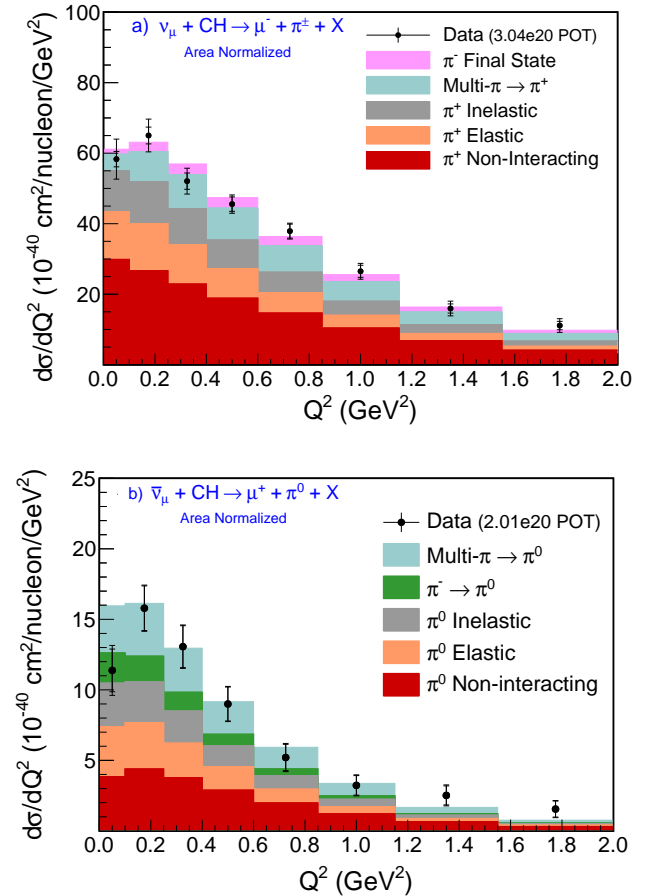 a) νμ + CH → μ⁻ + π± + X
Area Normalized
Data (3.04e20 POT)
π⁻ Final State
Multi-π → π⁺
π⁺ Inelastic
π⁺ Elastic
π⁺ Non-Interacting
dσ/dQ² (10⁻⁴⁰ cm²/nucleon/GeV²)
100
80
60
40
20
0.0 0.2 0.4 0.6 0.8 1.0 1.2 1.4 1.6 1.8 2.0
Q² (GeV²)
b) ν̄μ + CH → μ⁺ + π⁰ + X
Area Normalized
Data (2.01e20 POT)
Multi-π → π⁰
π⁻ → π⁰
π⁰ Inelastic
π⁰ Elastic
π⁰ Non-interacting
dσ/dQ² (10⁻⁴⁰ cm²/nucleon/GeV²)
25
20
15
10
5
0.0 0.2 0.4 0.6 0.8 1.0 1.2 1.4 1.6 1.8 2.0
Q² (GeV²)